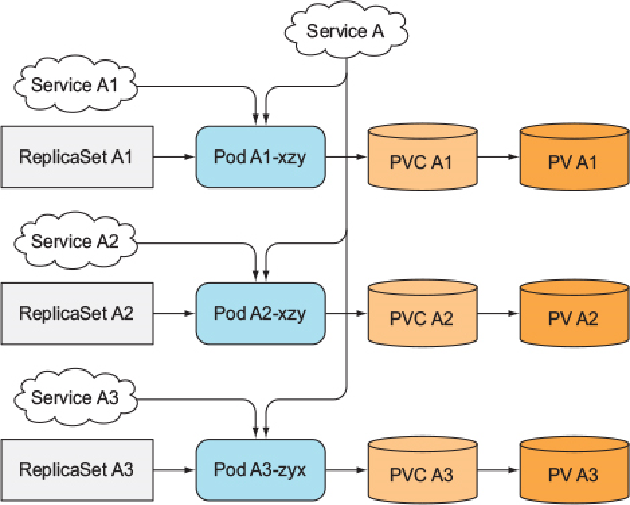 Service A
Service A1
ReplicaSet A1
Pod A1-xzy
PVC A1
PV A1
Service A2
ReplicaSet A2
Pod A2-xzy
PVC A2
PV A2
Service A3
ReplicaSet A3
Pod A3-zyx
PVC A3
PV A3